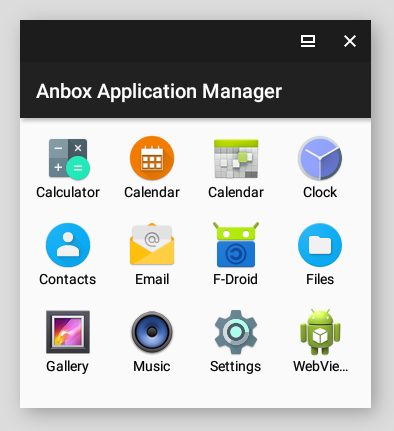 Anbox Application Manager
Calculator Calendar Calendar Clock
Contacts Email F-Droid Files
Gallery Music Settings WebVie...